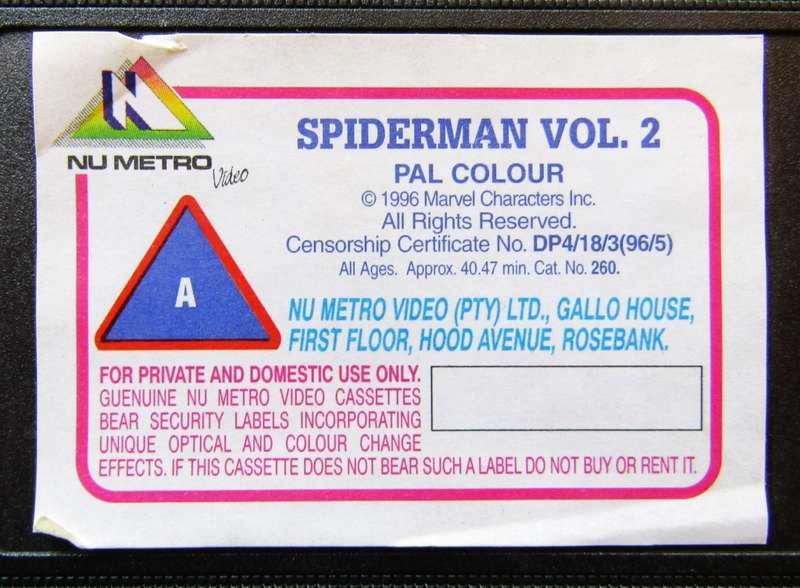 N
NU METRO
Video
SPIDERMAN VOL. 2
PAL COLOUR
© 1996 Marvel Characters Inc.
All Rights Reserved.
Censorship Certificate No. DP4/18/3(96/5)
All Ages. Approx. 40.47 min. Cat. No. 260.
A
NU METRO VIDEO (PTY) LTD., GALLO HOUSE,
FIRST FLOOR, HOOD AVENUE, ROSEBANK.
FOR PRIVATE AND DOMESTIC USE ONLY.
GUENUINE NU METRO VIDEO CASSETTES
BEAR SECURITY LABELS INCORPORATING
UNIQUE OPTICAL AND COLOUR CHANGE
EFFECTS. IF THIS CASSETTE DOES NOT BEAR SUCH A LABEL DO NOT BUY OR RENT IT.